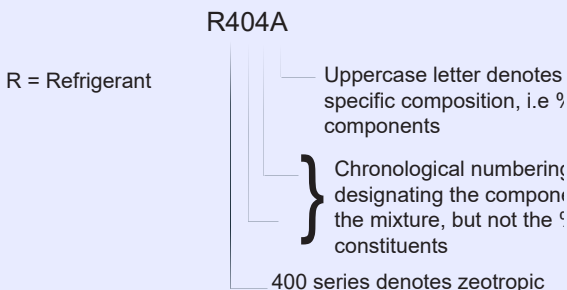 R404A
R = Refrigerant
Uppercase letter denotes
specific composition, i.e %
components
Chronological numbering
designating the
the mixture, but not the
constituents
400 series denotes zeotropic